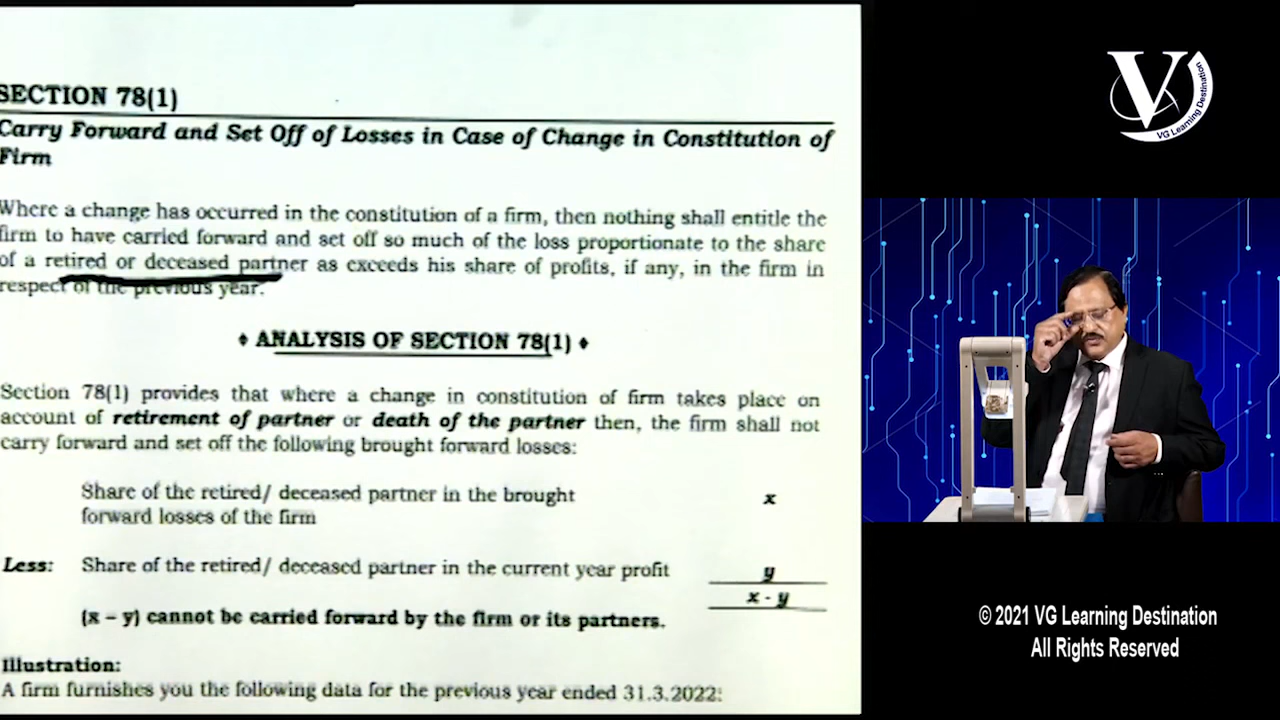 SECTION 78(1)
Carry Forward and Set Off of Losses in Case of Change in Constitution of
Firm
Where a change has occurred in the constitution of a firm, then nothing shall entitle the
firm to have carried forward and set off so much of the loss proportionate to the share
of a retired or deceased partner as exceeds his share of profits, if any, in the firm in
respect of the previous year.
♦ ANALYSIS OF SECTION 78(1) ♦
Section 78(1) provides that where a change in constitution of firm takes place on
account of retirement of partner or death of the partner then, the firm shall not
carry forward and set off the following brought forward losses:
Share of the retired/ deceased partner in the brought x
forward losses of the firm
Less: Share of the retired/ deceased partner in the current year profit y
x - y
(x – y) cannot be carried forward by the firm or its partners.
Illustration:
A firm furnishes you the following data for the previous year ended 31.3.2022:
V
VG Learning Destination
© 2021 VG Learning Destination
All Rights Reserved